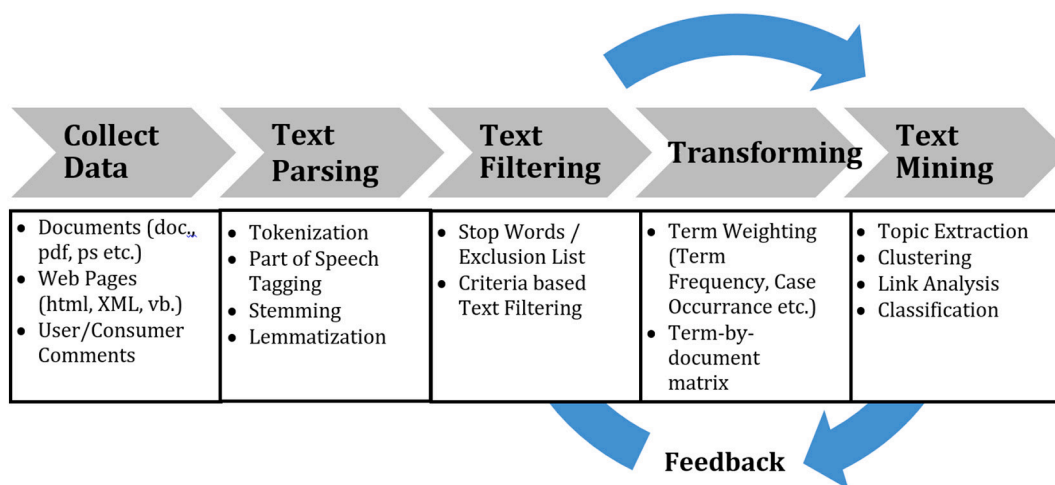 Collect
Data
Text
Parsing
Text
Filtering
Transforming
Text
Mining
• Documents (doc.,
pdf, ps etc.)
• Web Pages
(html, XML, vb.)
• User/Consumer
Comments
• Tokenization
• Part of Speech
Tagging
• Stemming
• Lemmatization
• Stop Words /
Exclusion List
• Criteria based
Text Filtering
• Term Weighting
(Term
Frequency, Case
Occurrance etc.)
• Term-by-
document
matrix
• Topic Extraction
• Clustering
• Link Analysis
• Classification
Feedback